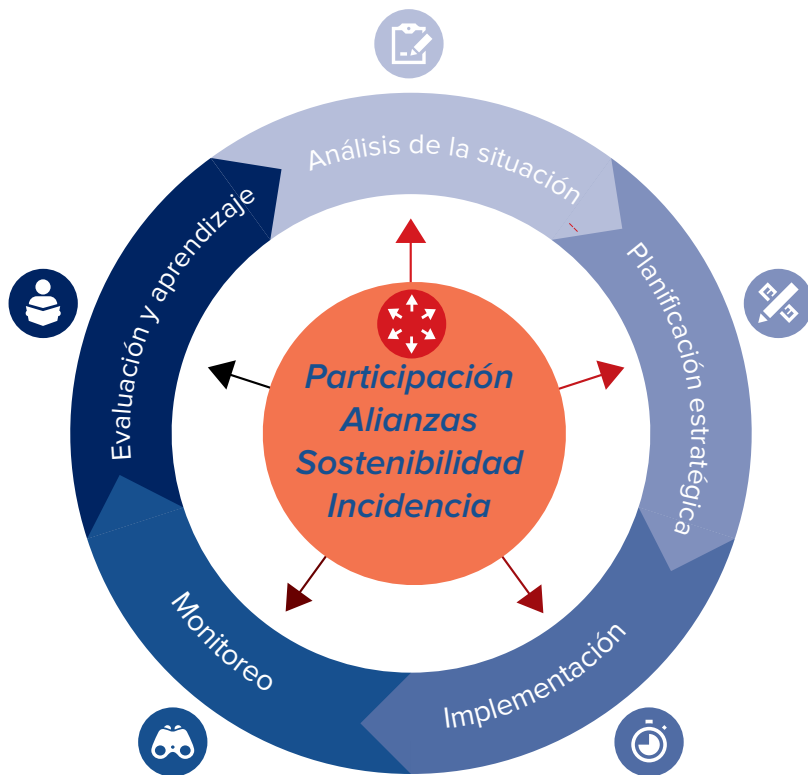 Análisis de la situación
Planificación estratégica
Implementación
Monitoreo
Evaluación y aprendizaje
Participación
Alianzas
Sostenibilidad
Incidencia